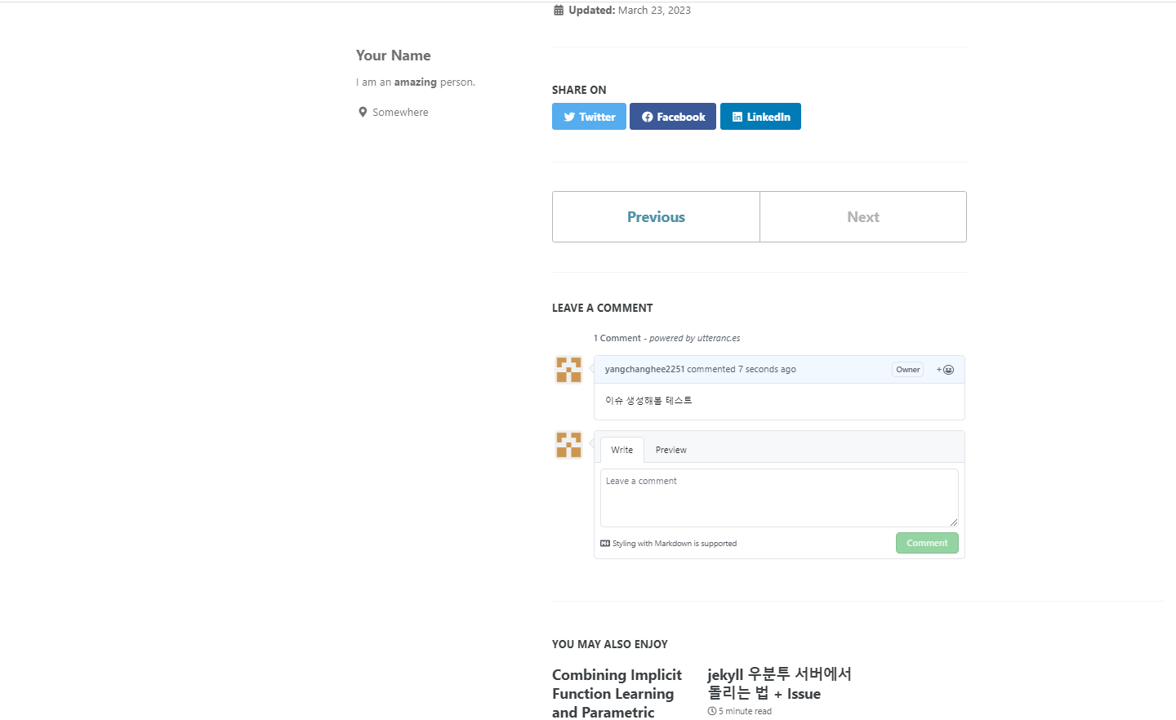 Updated: March 23, 2023
Your Name
I am an amazing person.
Somewhere
SHARE ON
Twitter Facebook LinkedIn
Previous Next
LEAVE A COMMENT
1 Comment - powered by utteranc.es
yangchanghee2251 commented 7 seconds ago Owner +
이슈 생성해볼 테스트
Write Preview
Leave a comment
Styling with Markdown is supported Comment
YOU MAY ALSO ENJOY
Combining Implicit
Function Learning
and Parametric
jekyll 우분투 서버에서
돌리는 법 + Issue
5 minute read